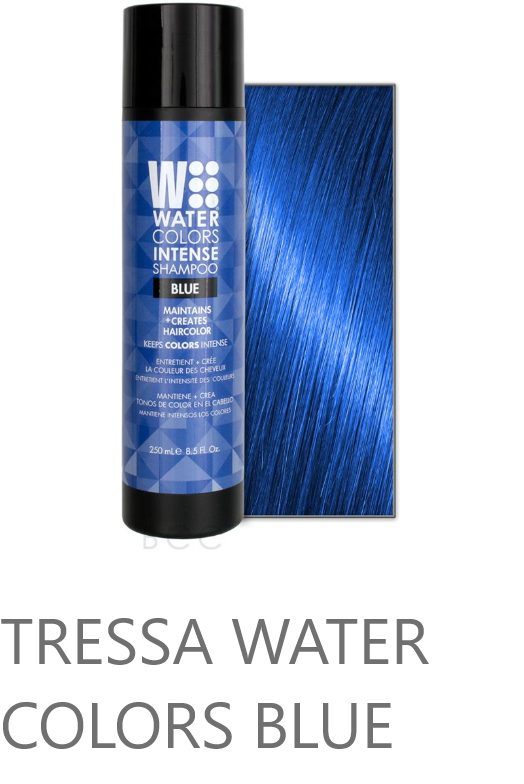 W
WATER
COLORS
INTENSE
SHAMPOO
BLUE
MAINTAINS
+CREATES
HAIRCOLOR
KEEPS COLORS INTENSE
ENTRETIENT + CRÉE
LA COULEUR DES CHEVEUX
ENTRETIENT L'INTENSITÉ DES COULEURS
MANTIENE + CREA
TONOS DE COLOR EN EL CABELLO
MANTIENE INTENSOS LOS COLORES
250 mL℮ 8.5 Fl. Oz.
BCC
TRESSA WATER
COLORS BLUE